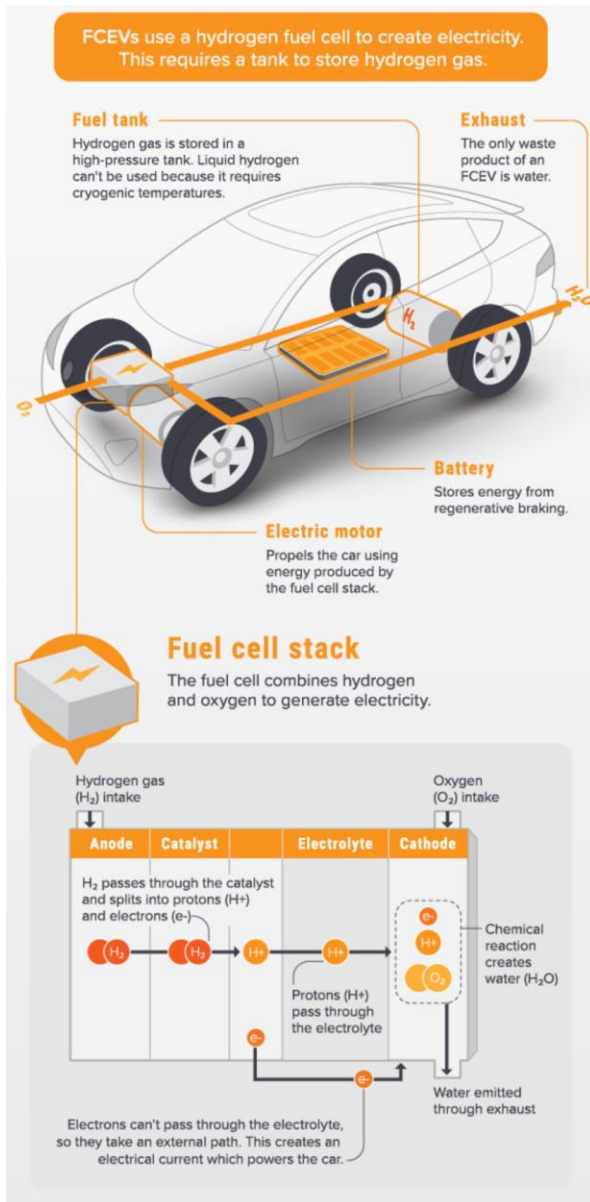 FCEVs use a hydrogen fuel cell to create electricity.
This requires a tank to store hydrogen gas.
Fuel tank
Hydrogen gas is stored in a
high-pressure tank. Liquid hydrogen
can't be used because it requires
cryogenic temperatures.
Exhaust
The only waste
product of an
FCEV is water.
H₂
H₂O
O₂
Battery
Stores energy from
regenerative braking.
Electric motor
Propels the car using
energy produced by
the fuel cell stack.
Fuel cell stack
The fuel cell combines hydrogen
and oxygen to generate electricity.
Hydrogen gas
(H₂) intake
Oxygen
(O₂) intake
Anode
Catalyst
Electrolyte
Cathode
H₂ passes through the catalyst
and splits into protons (H+)
and electrons (e-)
H₂
H₂
H+
H+
e-
H+
O₂
Chemical
reaction
creates
water (H₂O)
Protons (H+)
pass through
the electrolyte
e-
e-
Water emitted
through exhaust
Electrons can't pass through the electrolyte,
so they take an external path. This creates an
electrical current which powers the car.